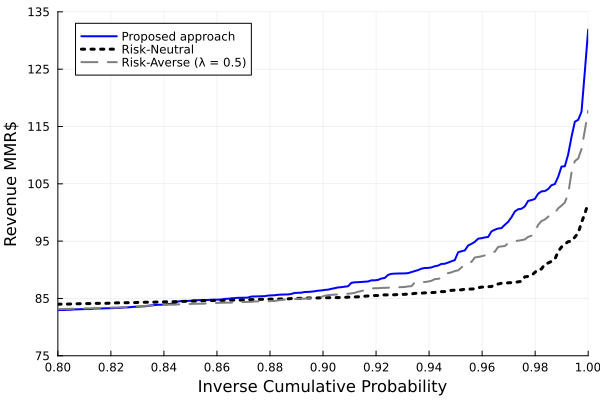 135
125
115
105
95
85
75
Revenue MMR$
Proposed approach
Risk-Neutral
Risk-Averse (λ = 0.5)
0.80 0.82 0.84 0.86 0.88 0.90 0.92 0.94 0.96 0.98 1.00
Inverse Cumulative Probability